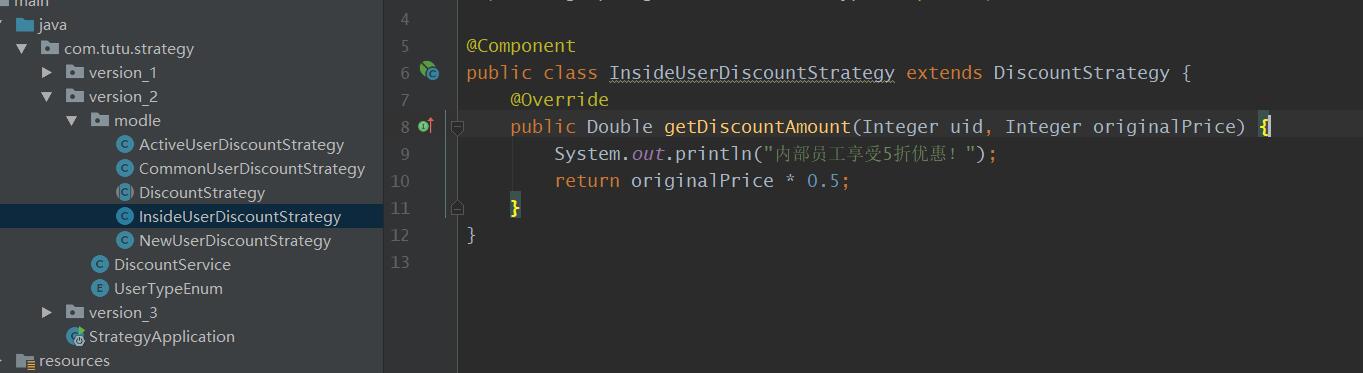 main
java
com.tutu.strategy
version_1
version_2
modle
ActiveUserDiscountStrategy
CommonUserDiscountStrategy
DiscountStrategy
InsideUserDiscountStrategy
NewUserDiscountStrategy
DiscountService
UserTypeEnum
version_3
StrategyApplication
resources
4
5 @Component
6 public class InsideUserDiscountStrategy extends DiscountStrategy {
7 @Override
8 public Double getDiscountAmount(Integer uid, Integer originalPrice) {
9 System.out.println("内部员工享受5折优惠！");
10 return originalPrice * 0.5;
11 }
12 }
13